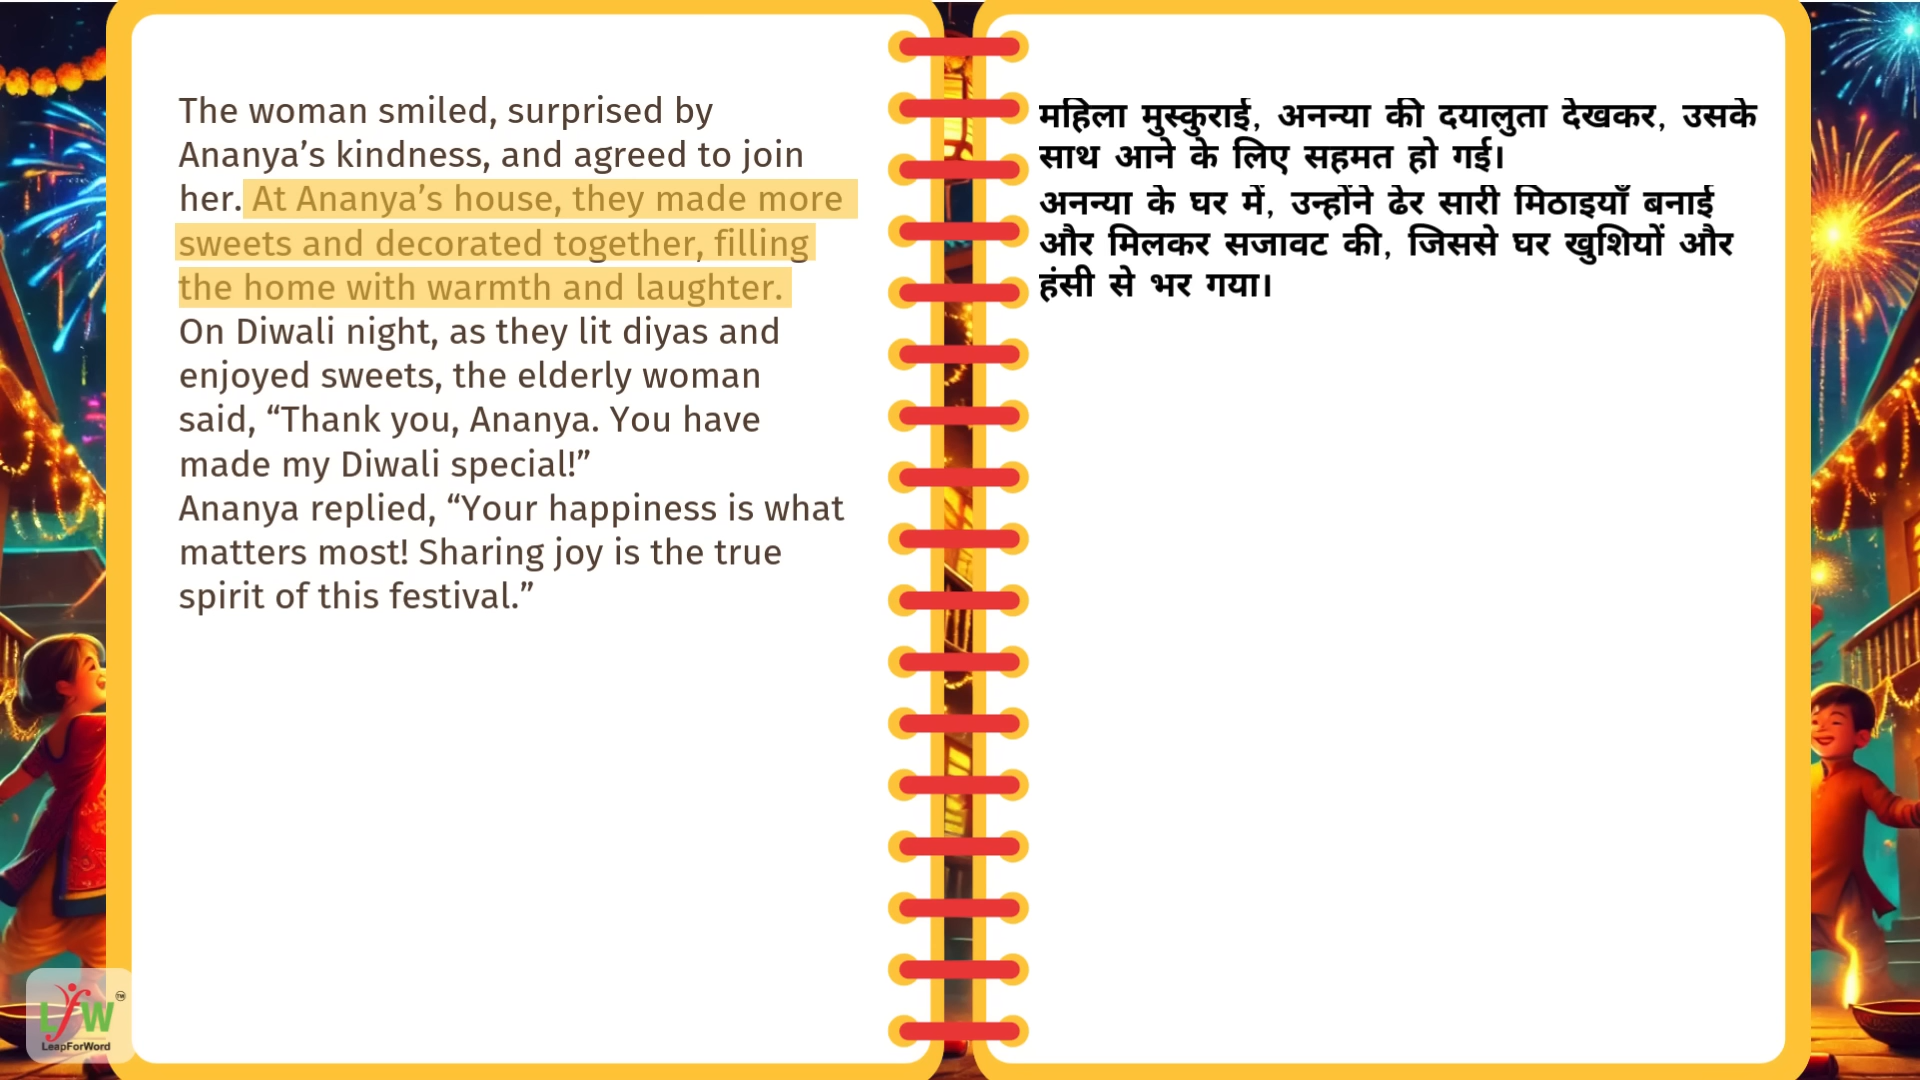 The woman smiled, surprised by
Ananya’s kindness, and agreed to join
her. At Ananya’s house, they made more
sweets and decorated together, filling
the home with warmth and laughter.
On Diwali night, as they lit diyas and
enjoyed sweets, the elderly woman
said, “Thank you, Ananya. You have
made my Diwali special!”
Ananya replied, “Your happiness is what
matters most! Sharing joy is the true
spirit of this festival.”
महिला मुस्कुराई, अनन्या की दयालुता देखकर, उसके
साथ आने के लिए सहमत हो गई।
अनन्या के घर में, उन्होंने ढेर सारी मिठाइयाँ बनाई
और मिलकर सजावट की, जिससे घर खुशियों और
हंसी से भर गया।
LfW TM
LeapForWord